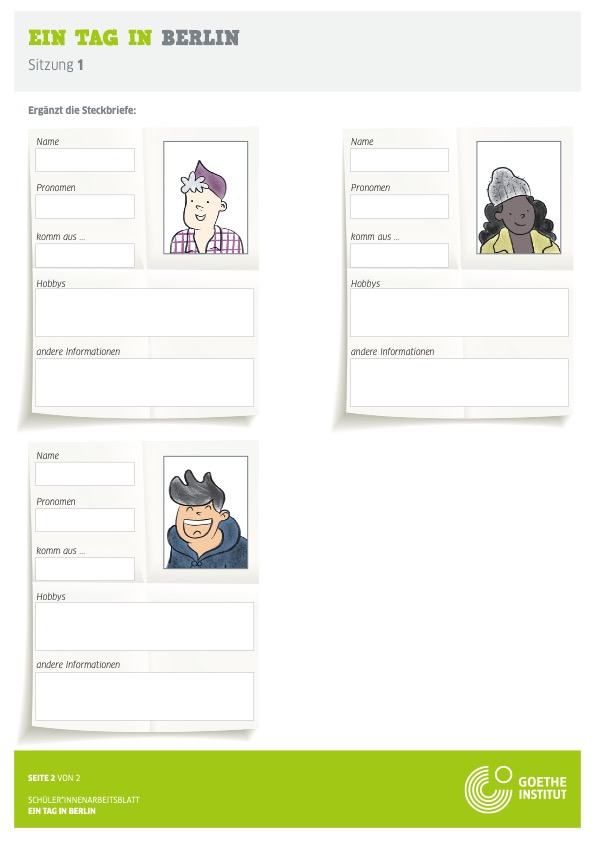 EIN TAG IN BERLIN
Sitzung 1
Ergänzt die Steckbriefe:
Name
Pronomen
komm aus ...
Hobbys
andere Informationen
Name
Pronomen
komm aus ...
Hobbys
andere Informationen
Name
Pronomen
komm aus ...
Hobbys
andere Informationen
SEITE 2 VON 2
SCHÜLER*INNENARBEITSBLATT
EIN TAG IN BERLIN
GOETHE
INSTITUT